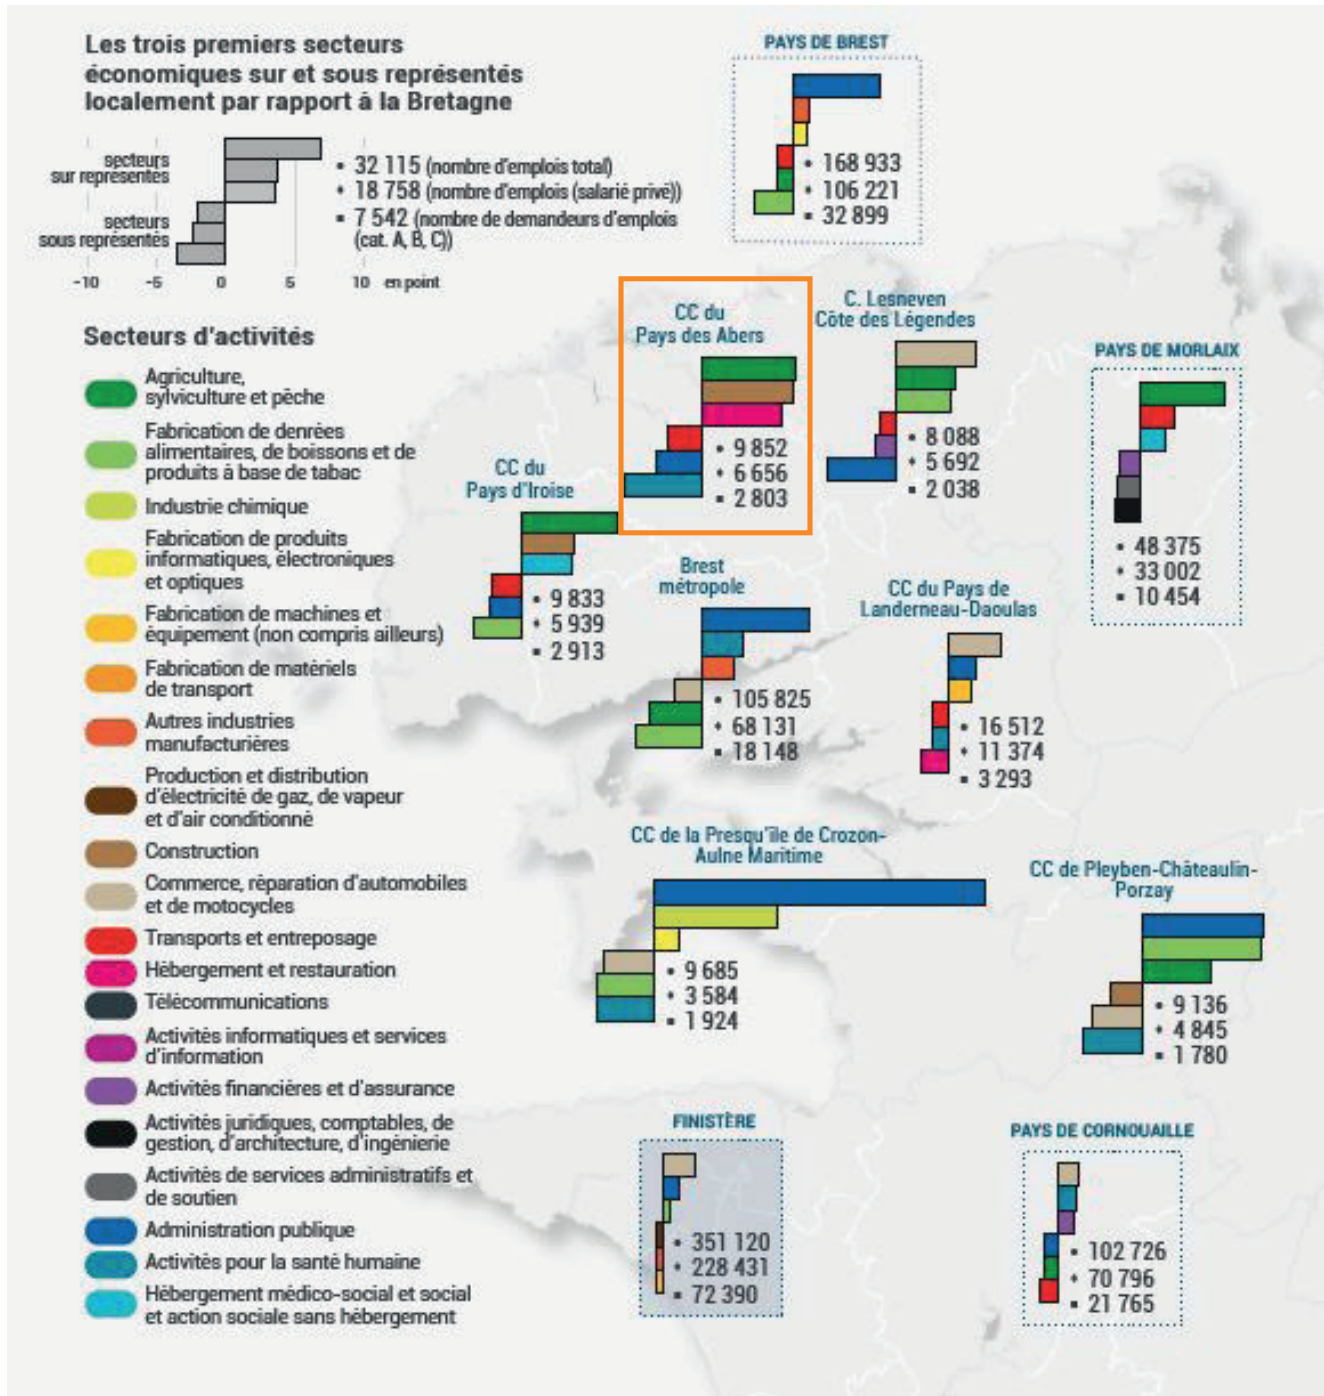 Les trois premiers secteurs
économiques sur et sous représentés
localement par rapport à la Bretagne
secteurs
sur représentés
secteurs
sous représentés
• 32 115 (nombre d'emplois total)
♦ 18 758 (nombre d'emplois (salarié privé))
▪ 7 542 (nombre de demandeurs d'emplois
(cat. A, B, C))
-10 -5 0 5 10 en point
PAYS DE BREST
• 168 933
♦ 106 221
▪ 32 899
CC du
Pays des Abers
• 9 852
♦ 6 656
▪ 2 803
C. Lesneven
Côte des Légendes
• 8 088
♦ 5 692
▪ 2 038
PAYS DE MORLAIX
• 48 375
♦ 33 002
▪ 10 454
CC du
Pays d'Iroise
• 9 833
♦ 5 939
▪ 2 913
Brest
métropole
• 105 825
♦ 68 131
▪ 18 148
CC du Pays de
Landerneau-Daoulas
• 16 512
♦ 11 374
▪ 3 293
CC de la Presqu'île de Crozon-
Aulne Maritime
• 9 685
♦ 3 584
▪ 1 924
CC de Pleyben-Châteaulin-
Porzay
• 9 136
♦ 4 845
▪ 1 780
FINISTÈRE
• 351 120
♦ 228 431
▪ 72 390
PAYS DE CORNOUAILLE
• 102 726
♦ 70 796
▪ 21 765
Secteurs d'activités
Agriculture,
sylviculture et pêche
Fabrication de denrées
alimentaires, de boissons et de
produits à base de tabac
Industrie chimique
Fabrication de produits
informatiques, électroniques
et optiques
Fabrication de machines et
équipement (non compris ailleurs)
Fabrication de matériels
de transport
Autres industries
manufacturières
Production et distribution
d'électricité de gaz, de vapeur
et d'air conditionné
Construction
Commerce, réparation d'automobiles
et de motocycles
Transports et entreposage
Hébergement et restauration
Télécommunications
Activités informatiques et services
d'information
Activités financières et d'assurance
Activités juridiques, comptables, de
gestion, d'architecture, d'ingénierie
Activités de services administratifs et
de soutien
Administration publique
Activités pour la santé humaine
Hébergement médico-social et social
et action sociale sans hébergement